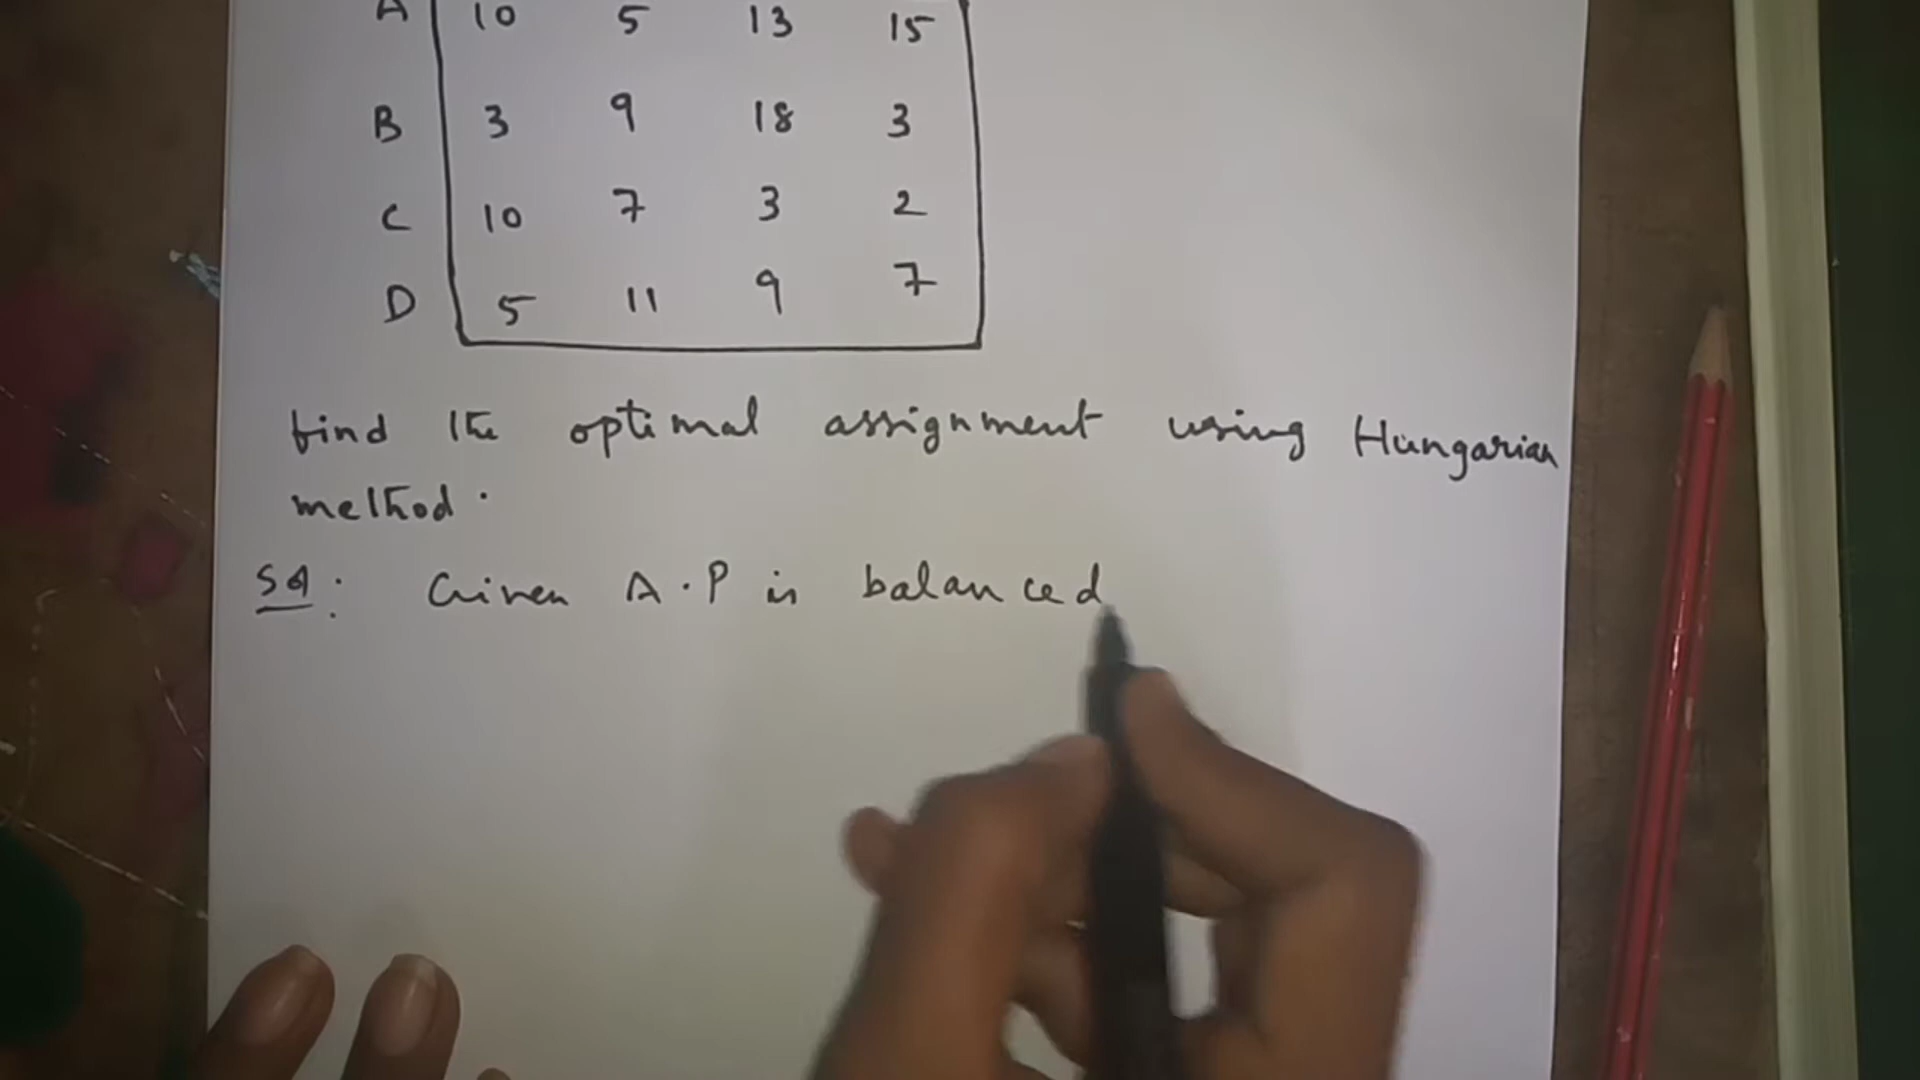 A 10 5 13 15
B 3 9 18 3
C 10 7 3 2
D 5 11 9 7
find the optimal assignment using Hungarian
method.
Sol: Given A.P is balanced